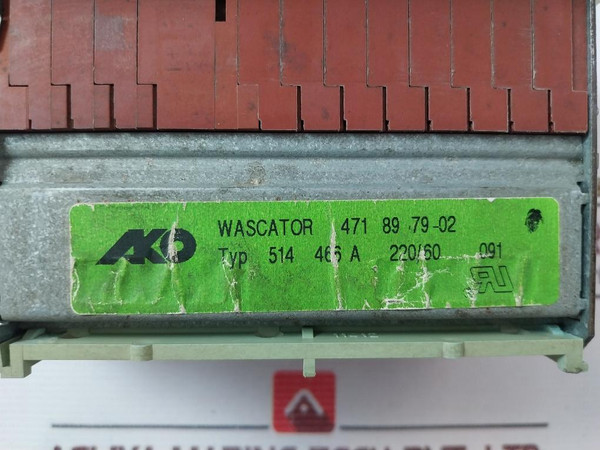 AKO WASCATOR 471 89 79-02
Typ 514 466 A 220/60 091